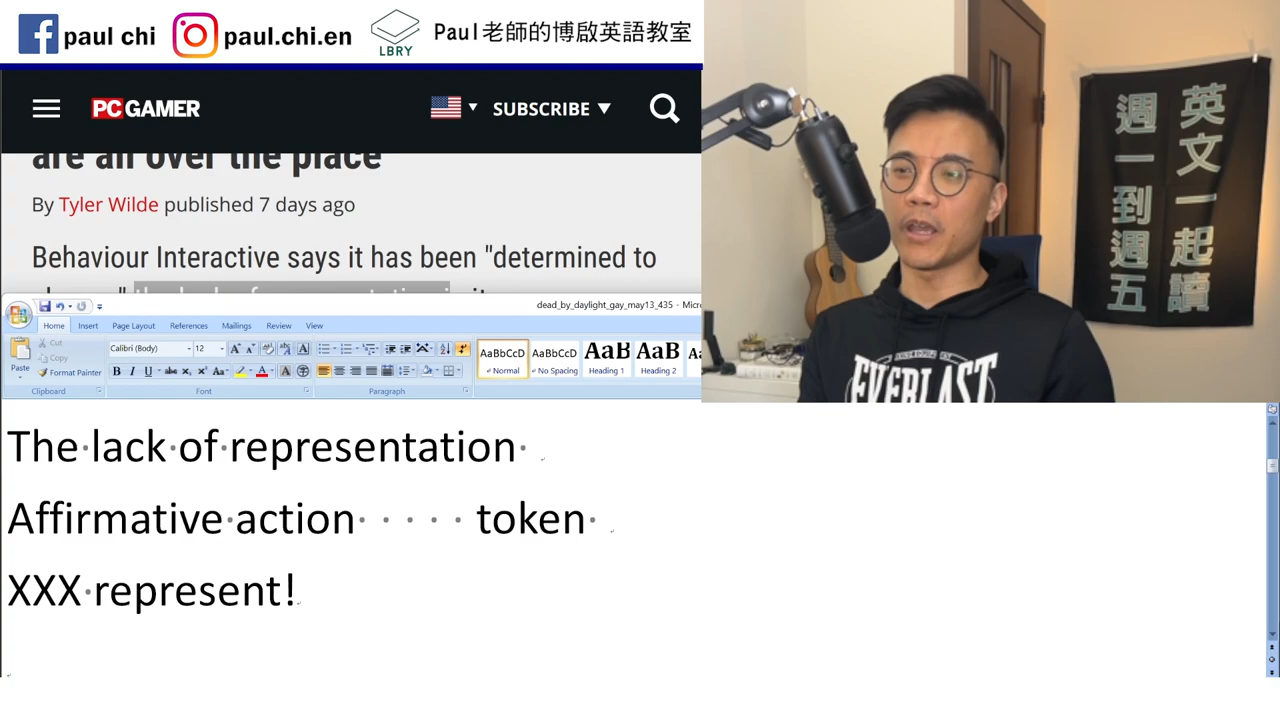 paul chi
paul.chi.en
LBRY
Paul老師的博啟英語教室
PC GAMER
SUBSCRIBE
are all over the place
By Tyler Wilde published 7 days ago
Behaviour Interactive says it has been "determined to
英文一起讀
週一到週五
EVERLAST
dead_by_daylight_gay_may13_435 - Micro
Home Insert Page Layout References Mailings Review View
Paste
Cut
Copy
Format Painter
Clipboard
Calibri (Body) 12
Font
Paragraph
AaBbCcD AaBbCcD AaBbC AaBbC
Normal No Spacing Heading 1 Heading 2
The lack of representation
Affirmative action token
XXX represent!